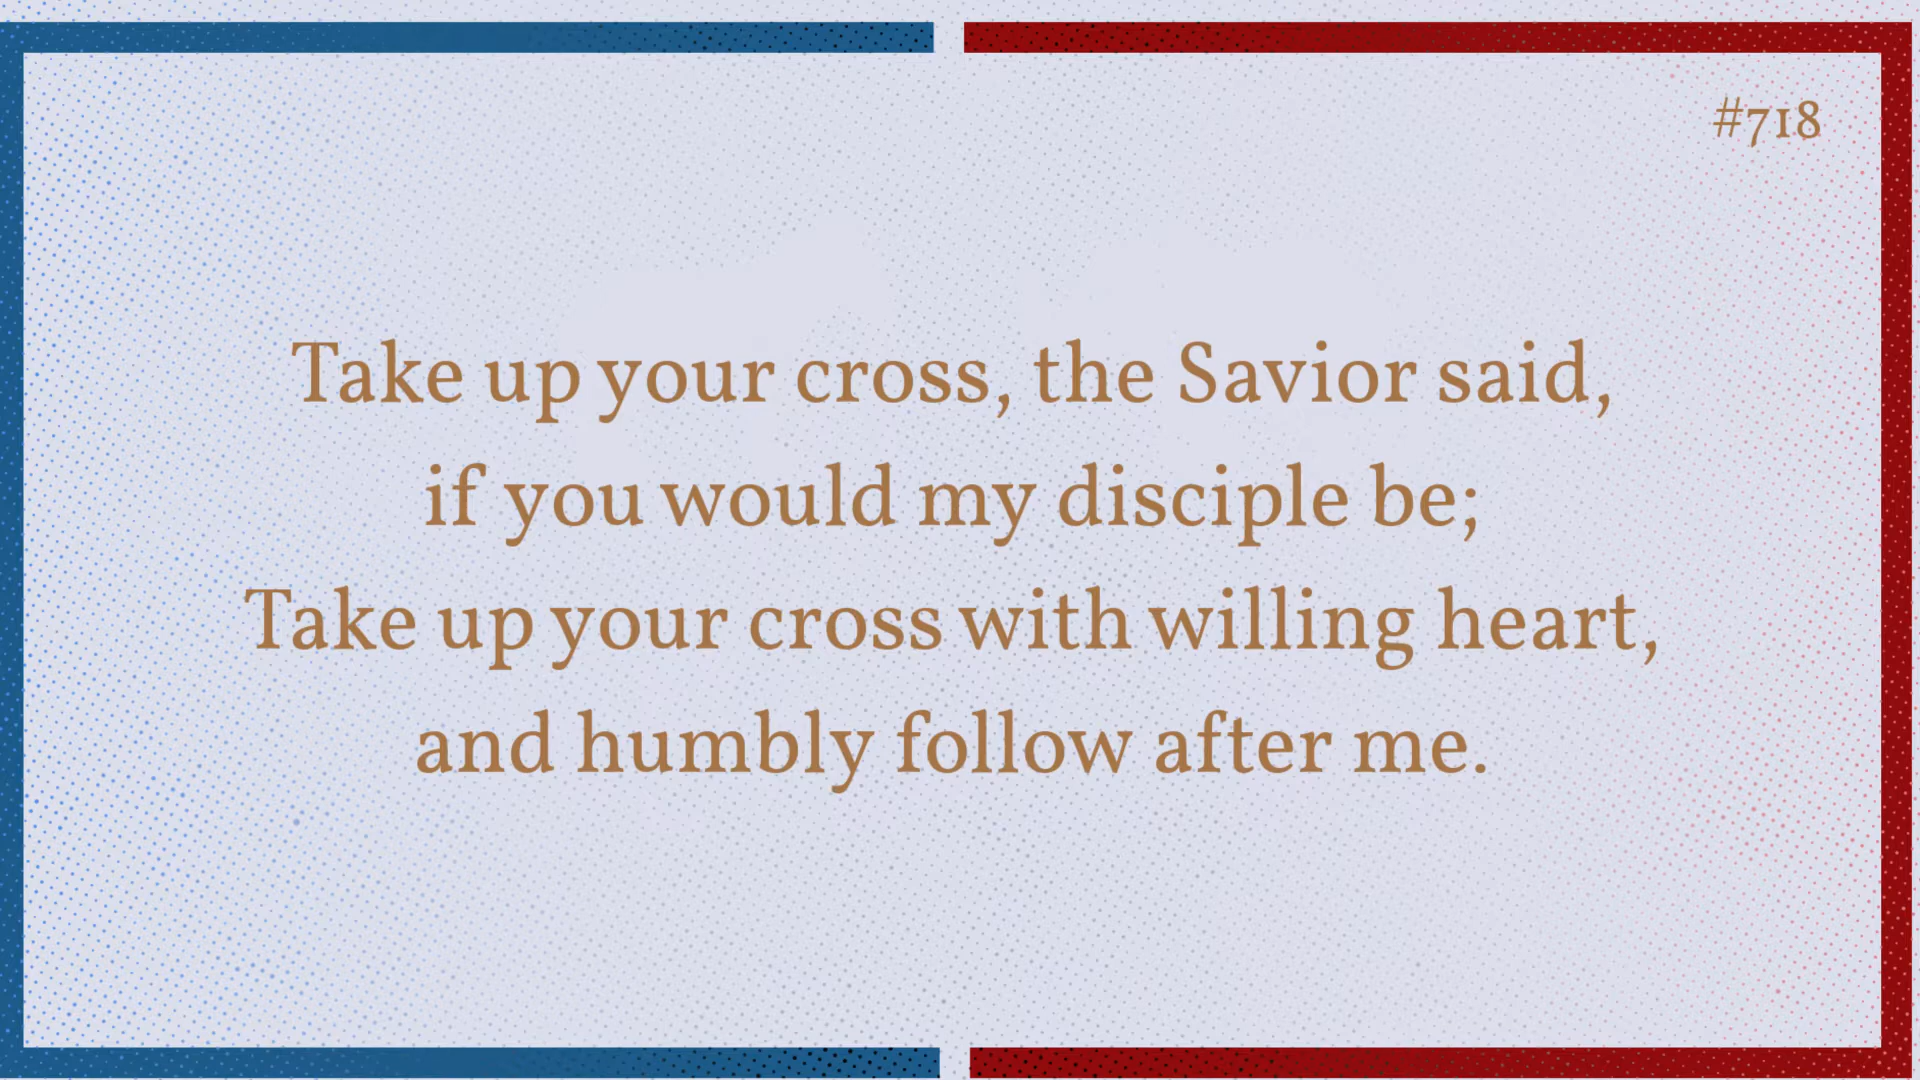 #718
Take up your cross, the Savior said,
if you would my disciple be;
Take up your cross with willing heart,
and humbly follow after me.